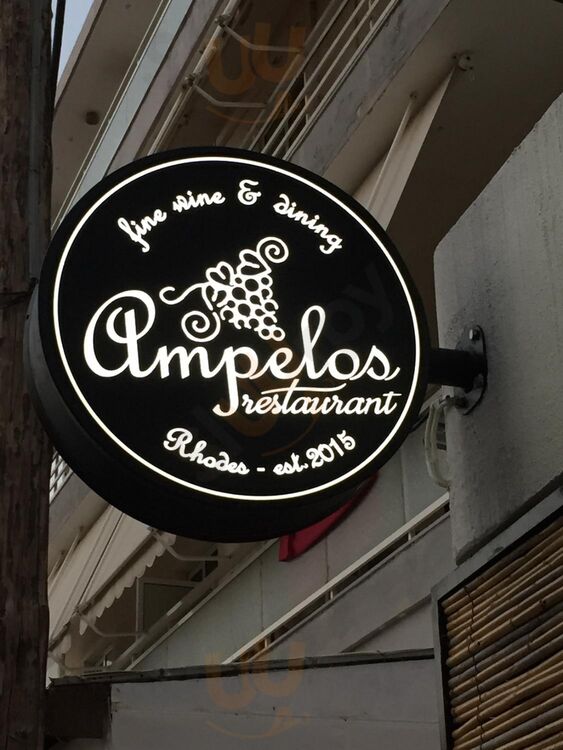 fine wine & dining
Ampelos
restaurant
Rhodes - est. 2015